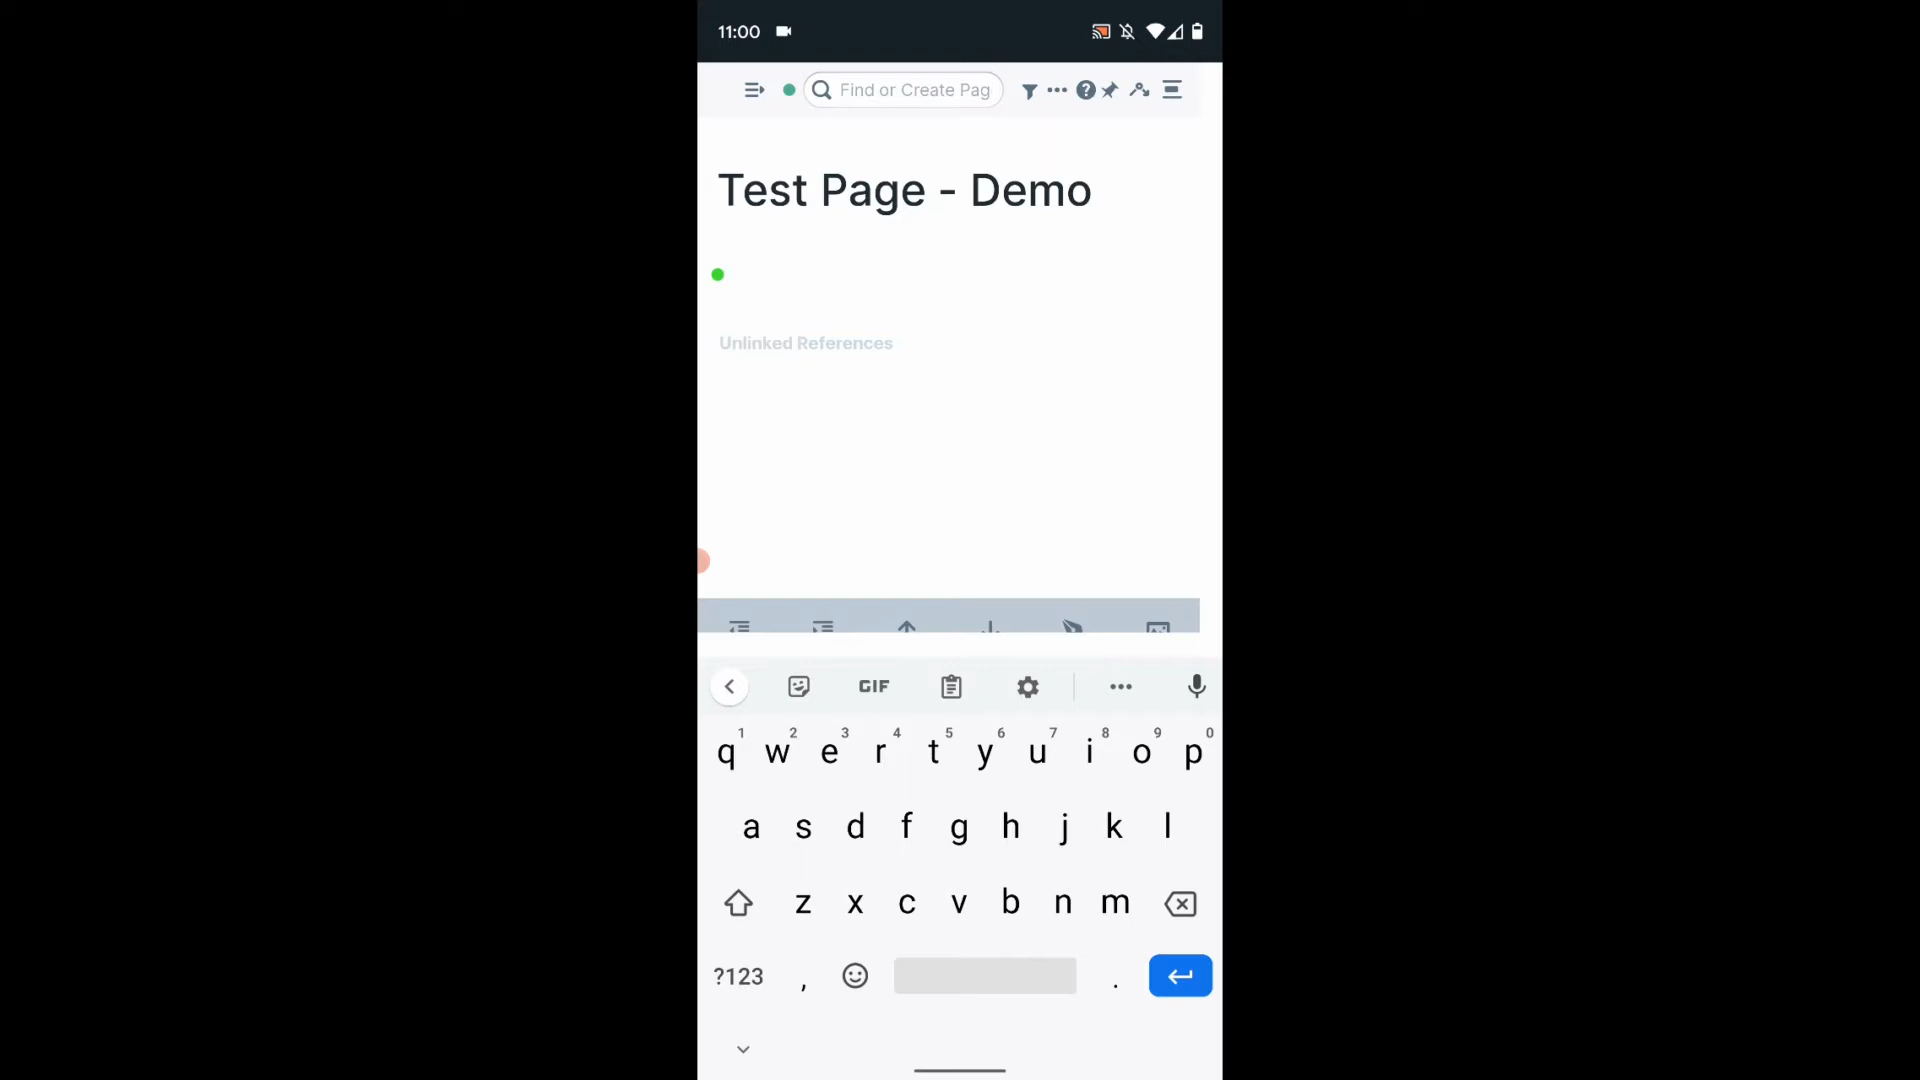 11:00
Find or Create Pag
Test Page - Demo
Unlinked References
GIF
1 2 3 4 5 6 7 8 9 0
q w e r t y u i o p
a s d f g h j k l
z x c v b n m
?123 , .